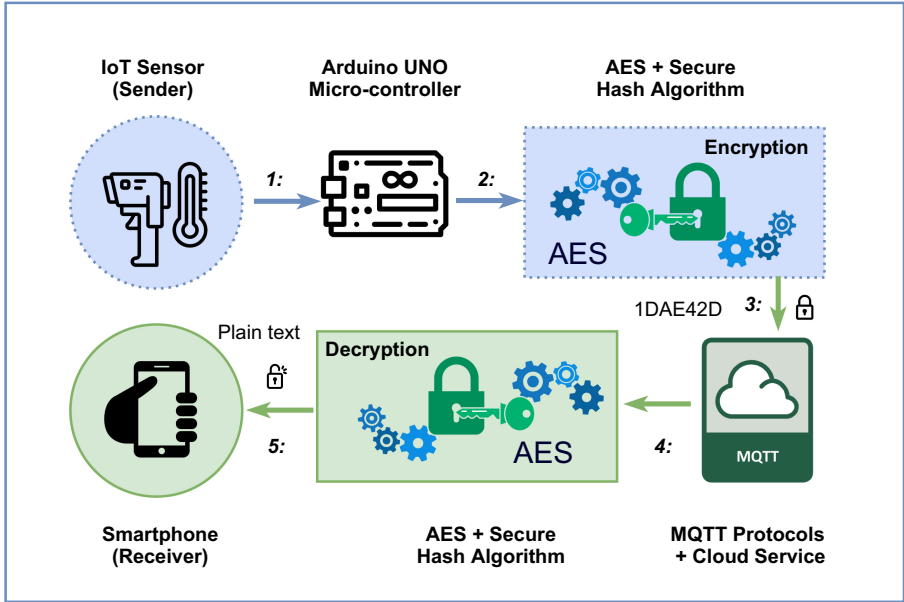 IoT Sensor
(Sender)
Arduino UNO
Micro-controller
AES + Secure
Hash Algorithm
1:
2:
Encryption
AES
1DAE42D
3:
Plain text
Decryption
AES
5:
4:
MQTT
Smartphone
(Receiver)
AES + Secure
Hash Algorithm
MQTT Protocols
+ Cloud Service